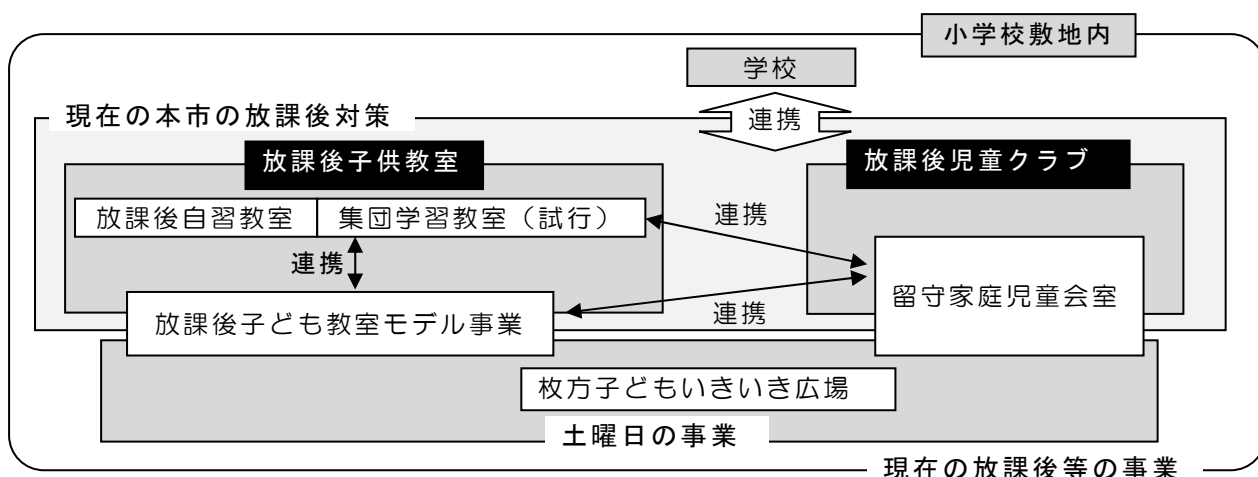 小学校敷地内
学校
連携
現在の本市の放課後対策
放課後子供教室
放課後児童クラブ
放課後自習教室
集団学習教室（試行）
連携
連携
留守家庭児童会室
放課後子ども教室モデル事業
連携
枚方子どもいきいき広場
土曜日の事業
現在の放課後等の事業